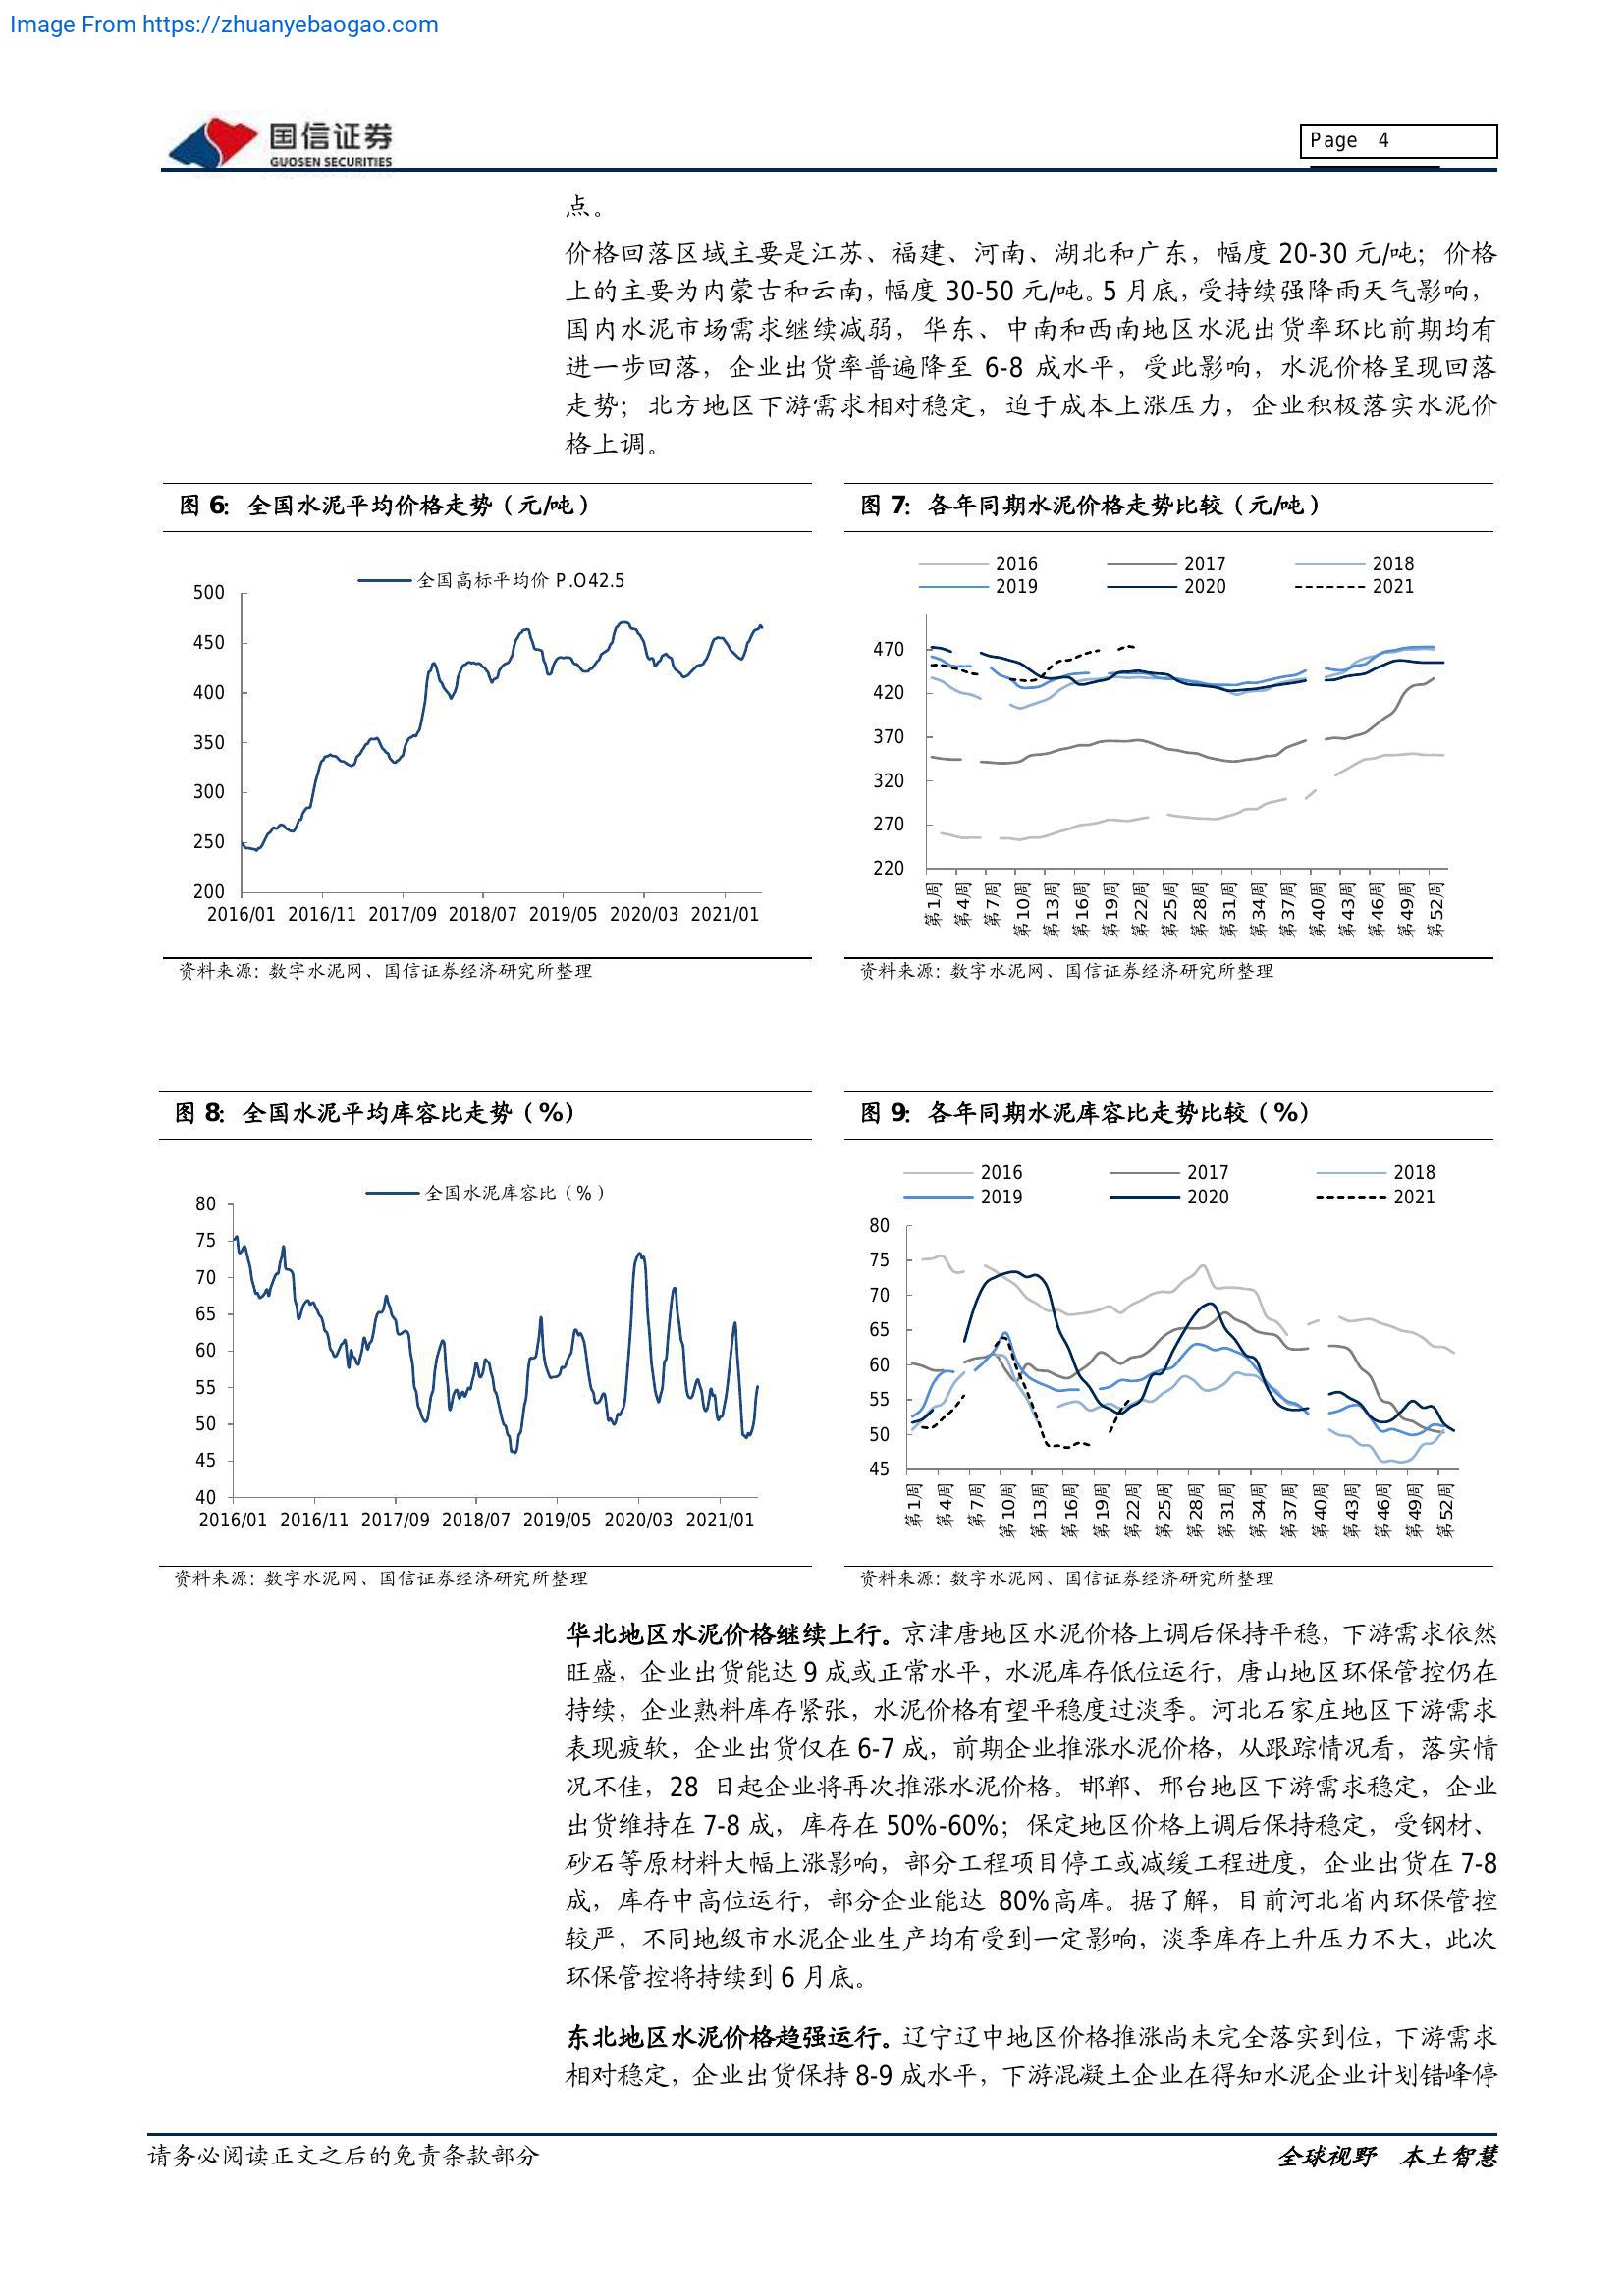 Image From https://zhuanyebaogao.com
国信证券
GUOSEN SECURITIES
Page 4
点。
价格回落区域主要是江苏、福建、河南、湖北和广东，幅度 20-30 元/吨；价格
上的主要为内蒙古和云南，幅度 30-50 元/吨。5 月底，受持续强降雨天气影响，
国内水泥市场需求继续减弱，华东、中南和西南地区水泥出货率环比前期均有
进一步回落，企业出货率普遍降至 6-8 成水平，受此影响，水泥价格呈现回落
走势；北方地区下游需求相对稳定，迫于成本上涨压力，企业积极落实水泥价
格上调。
图 6：全国水泥平均价格走势（元/吨）
全国高标平均价 P.O42.5
500
450
400
350
300
250
200
2016/01 2016/11 2017/09 2018/07 2019/05 2020/03 2021/01
资料来源：数字水泥网、国信证券经济研究所整理
图 7：各年同期水泥价格走势比较（元/吨）
2016 2017 2018
2019 2020 2021
470
420
370
320
270
220
第1周 第4周 第7周 第10周 第13周 第16周 第19周 第22周 第25周 第28周 第31周 第34周 第37周 第40周 第43周 第46周 第49周 第52周
资料来源：数字水泥网、国信证券经济研究所整理
图 8：全国水泥平均库容比走势（%）
全国水泥库容比（%）
80
75
70
65
60
55
50
45
40
2016/01 2016/11 2017/09 2018/07 2019/05 2020/03 2021/01
资料来源：数字水泥网、国信证券经济研究所整理
图 9：各年同期水泥库容比走势比较（%）
2016 2017 2018
2019 2020 2021
80
75
70
65
60
55
50
45
第1周 第4周 第7周 第10周 第13周 第16周 第19周 第22周 第25周 第28周 第31周 第34周 第37周 第40周 第43周 第46周 第49周 第52周
资料来源：数字水泥网、国信证券经济研究所整理
华北地区水泥价格继续上行。京津唐地区水泥价格上调后保持平稳，下游需求依然
旺盛，企业出货能达 9 成或正常水平，水泥库存低位运行，唐山地区环保管控仍在
持续，企业熟料库存紧张，水泥价格有望平稳度过淡季。河北石家庄地区下游需求
表现疲软，企业出货仅在 6-7 成，前期企业推涨水泥价格，从跟踪情况看，落实情
况不佳，28 日起企业将再次推涨水泥价格。邯郸、邢台地区下游需求稳定，企业
出货维持在 7-8 成，库存在 50%-60%；保定地区价格上调后保持稳定，受钢材、
砂石等原材料大幅上涨影响，部分工程项目停工或减缓工程进度，企业出货在 7-8
成，库存中高位运行，部分企业能达 80%高库。据了解，目前河北省内环保管控
较严，不同地级市水泥企业生产均有受到一定影响，淡季库存上升压力不大，此次
环保管控将持续到 6 月底。
东北地区水泥价格趋强运行。辽宁辽中地区价格推涨尚未完全落实到位，下游需求
相对稳定，企业出货保持 8-9 成水平，下游混凝土企业在得知水泥企业计划错峰停
请务必阅读正文之后的免责条款部分
全球视野 本土智慧